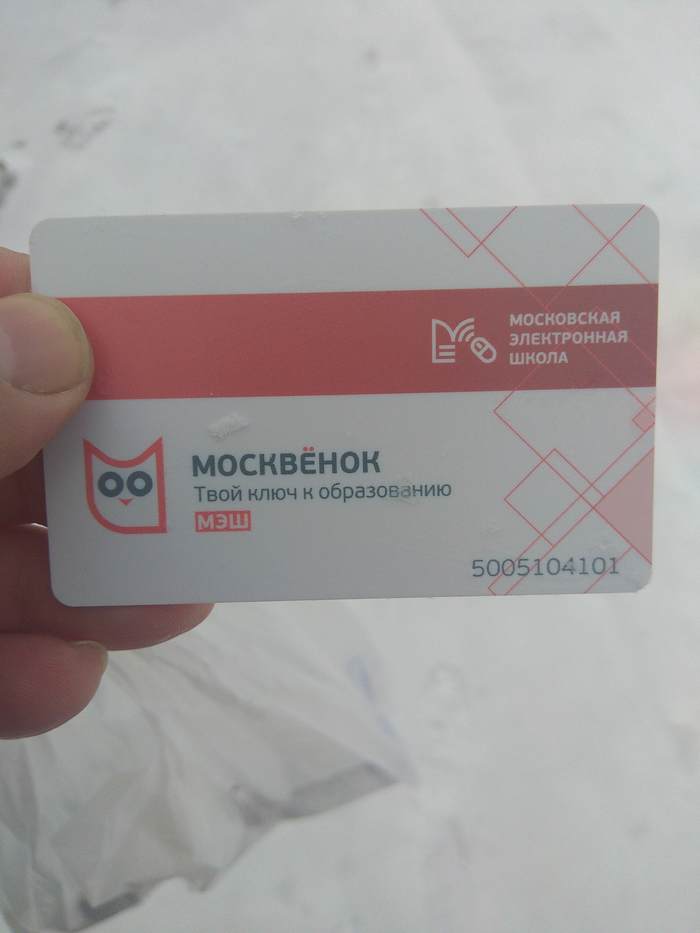 МОСКОВСКАЯ
ЭЛЕКТРОННАЯ
ШКОЛА
МОСКВЁНОК
Твой ключ к образованию
МЭШ
5005104101